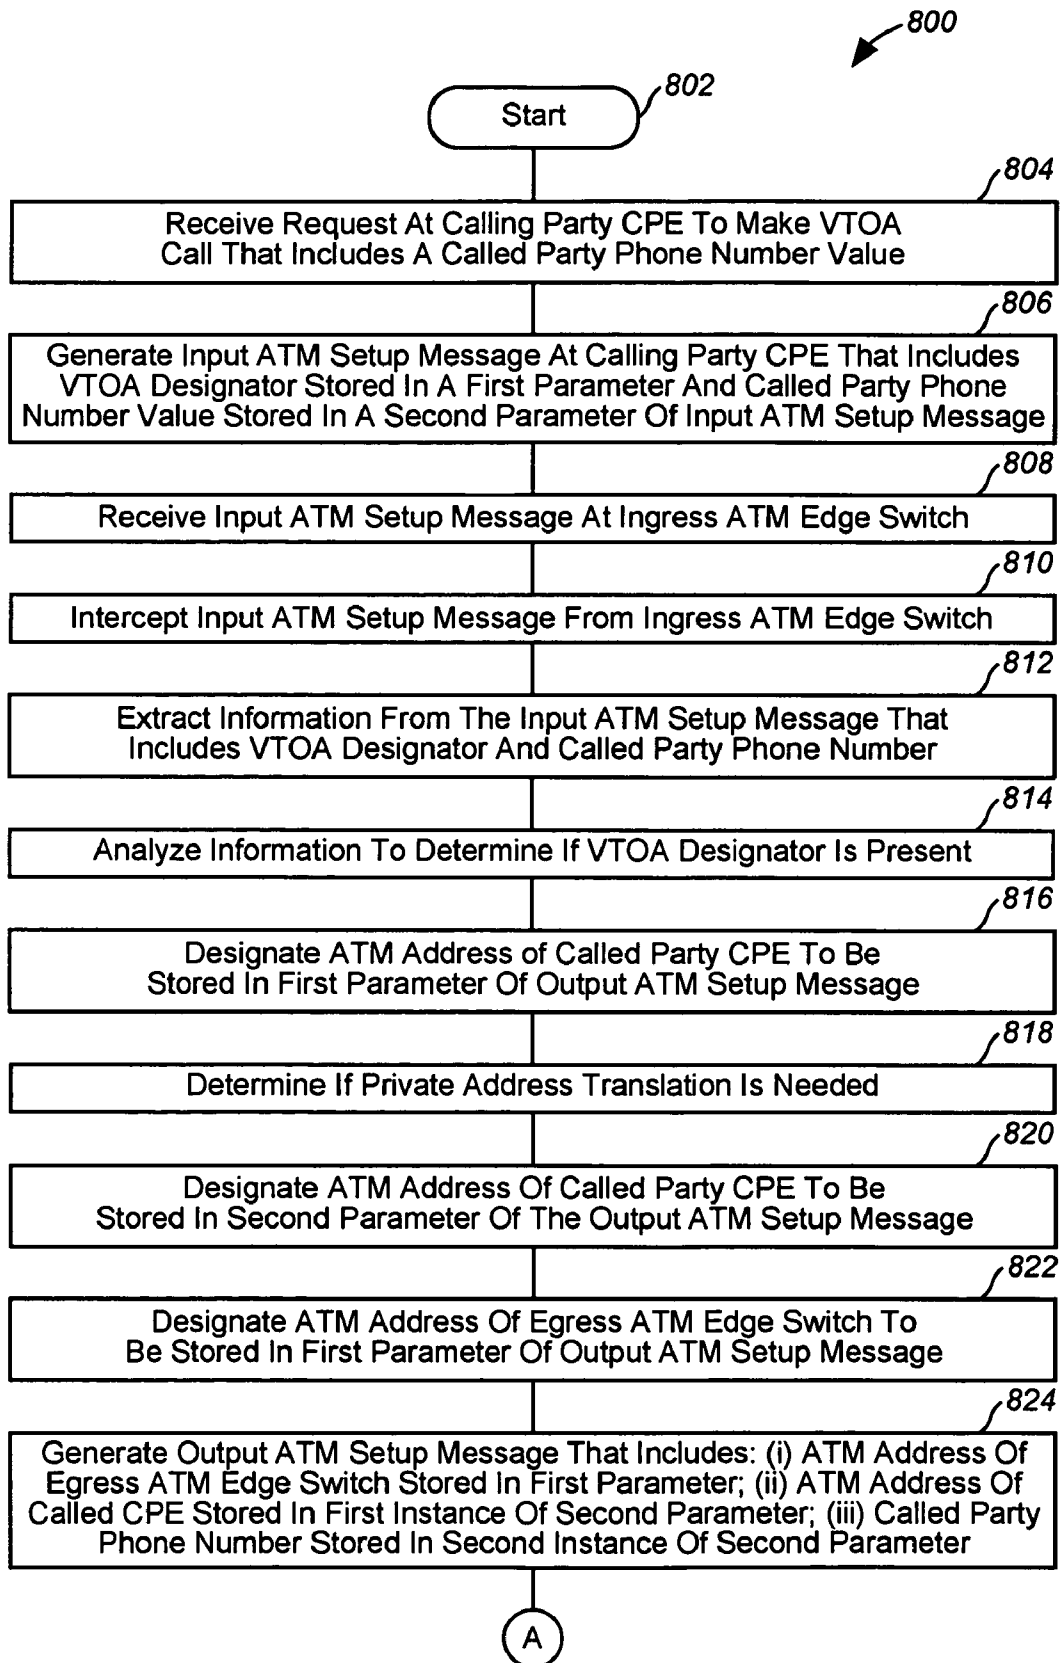 800
802
Start
804
Receive Request At Calling Party CPE To Make VTOA
Call That Includes A Called Party Phone Number Value
806
Generate Input ATM Setup Message At Calling Party CPE That Includes
VTOA Designator Stored In A First Parameter And Called Party Phone
Number Value Stored In A Second Parameter Of Input ATM Setup Message
808
Receive Input ATM Setup Message At Ingress ATM Edge Switch
810
Intercept Input ATM Setup Message From Ingress ATM Edge Switch
812
Extract Information From The Input ATM Setup Message That
Includes VTOA Designator And Called Party Phone Number
814
Analyze Information To Determine If VTOA Designator Is Present
816
Designate ATM Address of Called Party CPE To Be
Stored In First Parameter Of Output ATM Setup Message
818
Determine If Private Address Translation Is Needed
820
Designate ATM Address Of Called Party CPE To Be
Stored In Second Parameter Of The Output ATM Setup Message
822
Designate ATM Address Of Egress ATM Edge Switch To
Be Stored In First Parameter Of Output ATM Setup Message
824
Generate Output ATM Setup Message That Includes: (i) ATM Address Of
Egress ATM Edge Switch Stored In First Parameter; (ii) ATM Address Of
Called CPE Stored In First Instance Of Second Parameter; (iii) Called Party
Phone Number Stored In Second Instance Of Second Parameter
A